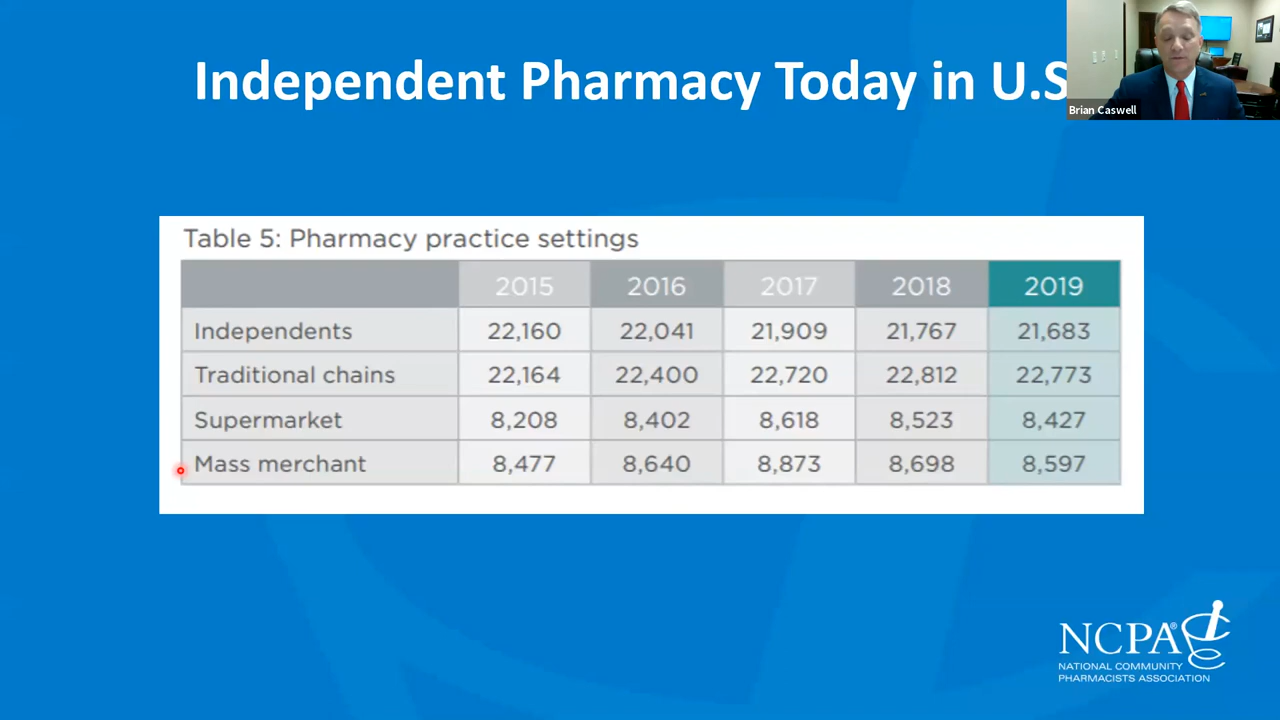 Independent Pharmacy Today in U.S
Brian Caswell
Table 5: Pharmacy practice settings
2015 2016 2017 2018 2019
Independents 22,160 22,041 21,909 21,767 21,683
Traditional chains 22,164 22,400 22,720 22,812 22,773
Supermarket 8,208 8,402 8,618 8,523 8,427
Mass merchant 8,477 8,640 8,873 8,698 8,597
NCPA®
NATIONAL COMMUNITY
PHARMACISTS ASSOCIATION